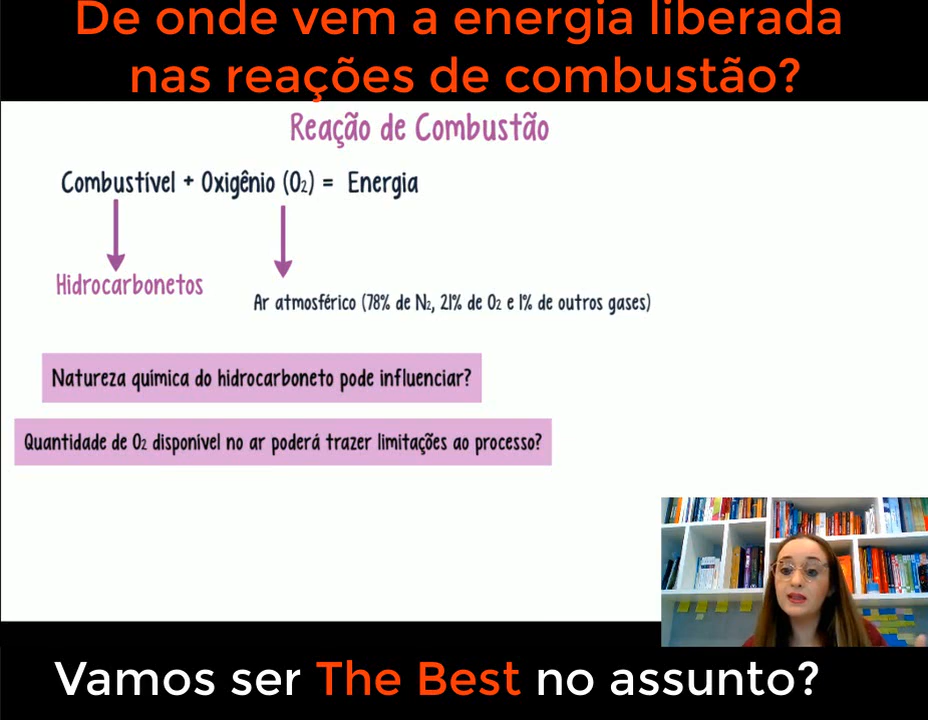 De onde vem a energia liberada
nas reações de combustão?
Reação de Combustão
Combustível + Oxigênio (O₂) = Energia
Hidrocarbonetos
Ar atmosférico (78% de N₂, 21% de O₂ e 1% de outros gases)
Natureza química do hidrocarboneto pode influenciar?
Quantidade de O₂ disponível no ar poderá trazer limitações ao processo?
Vamos ser The Best no assunto?